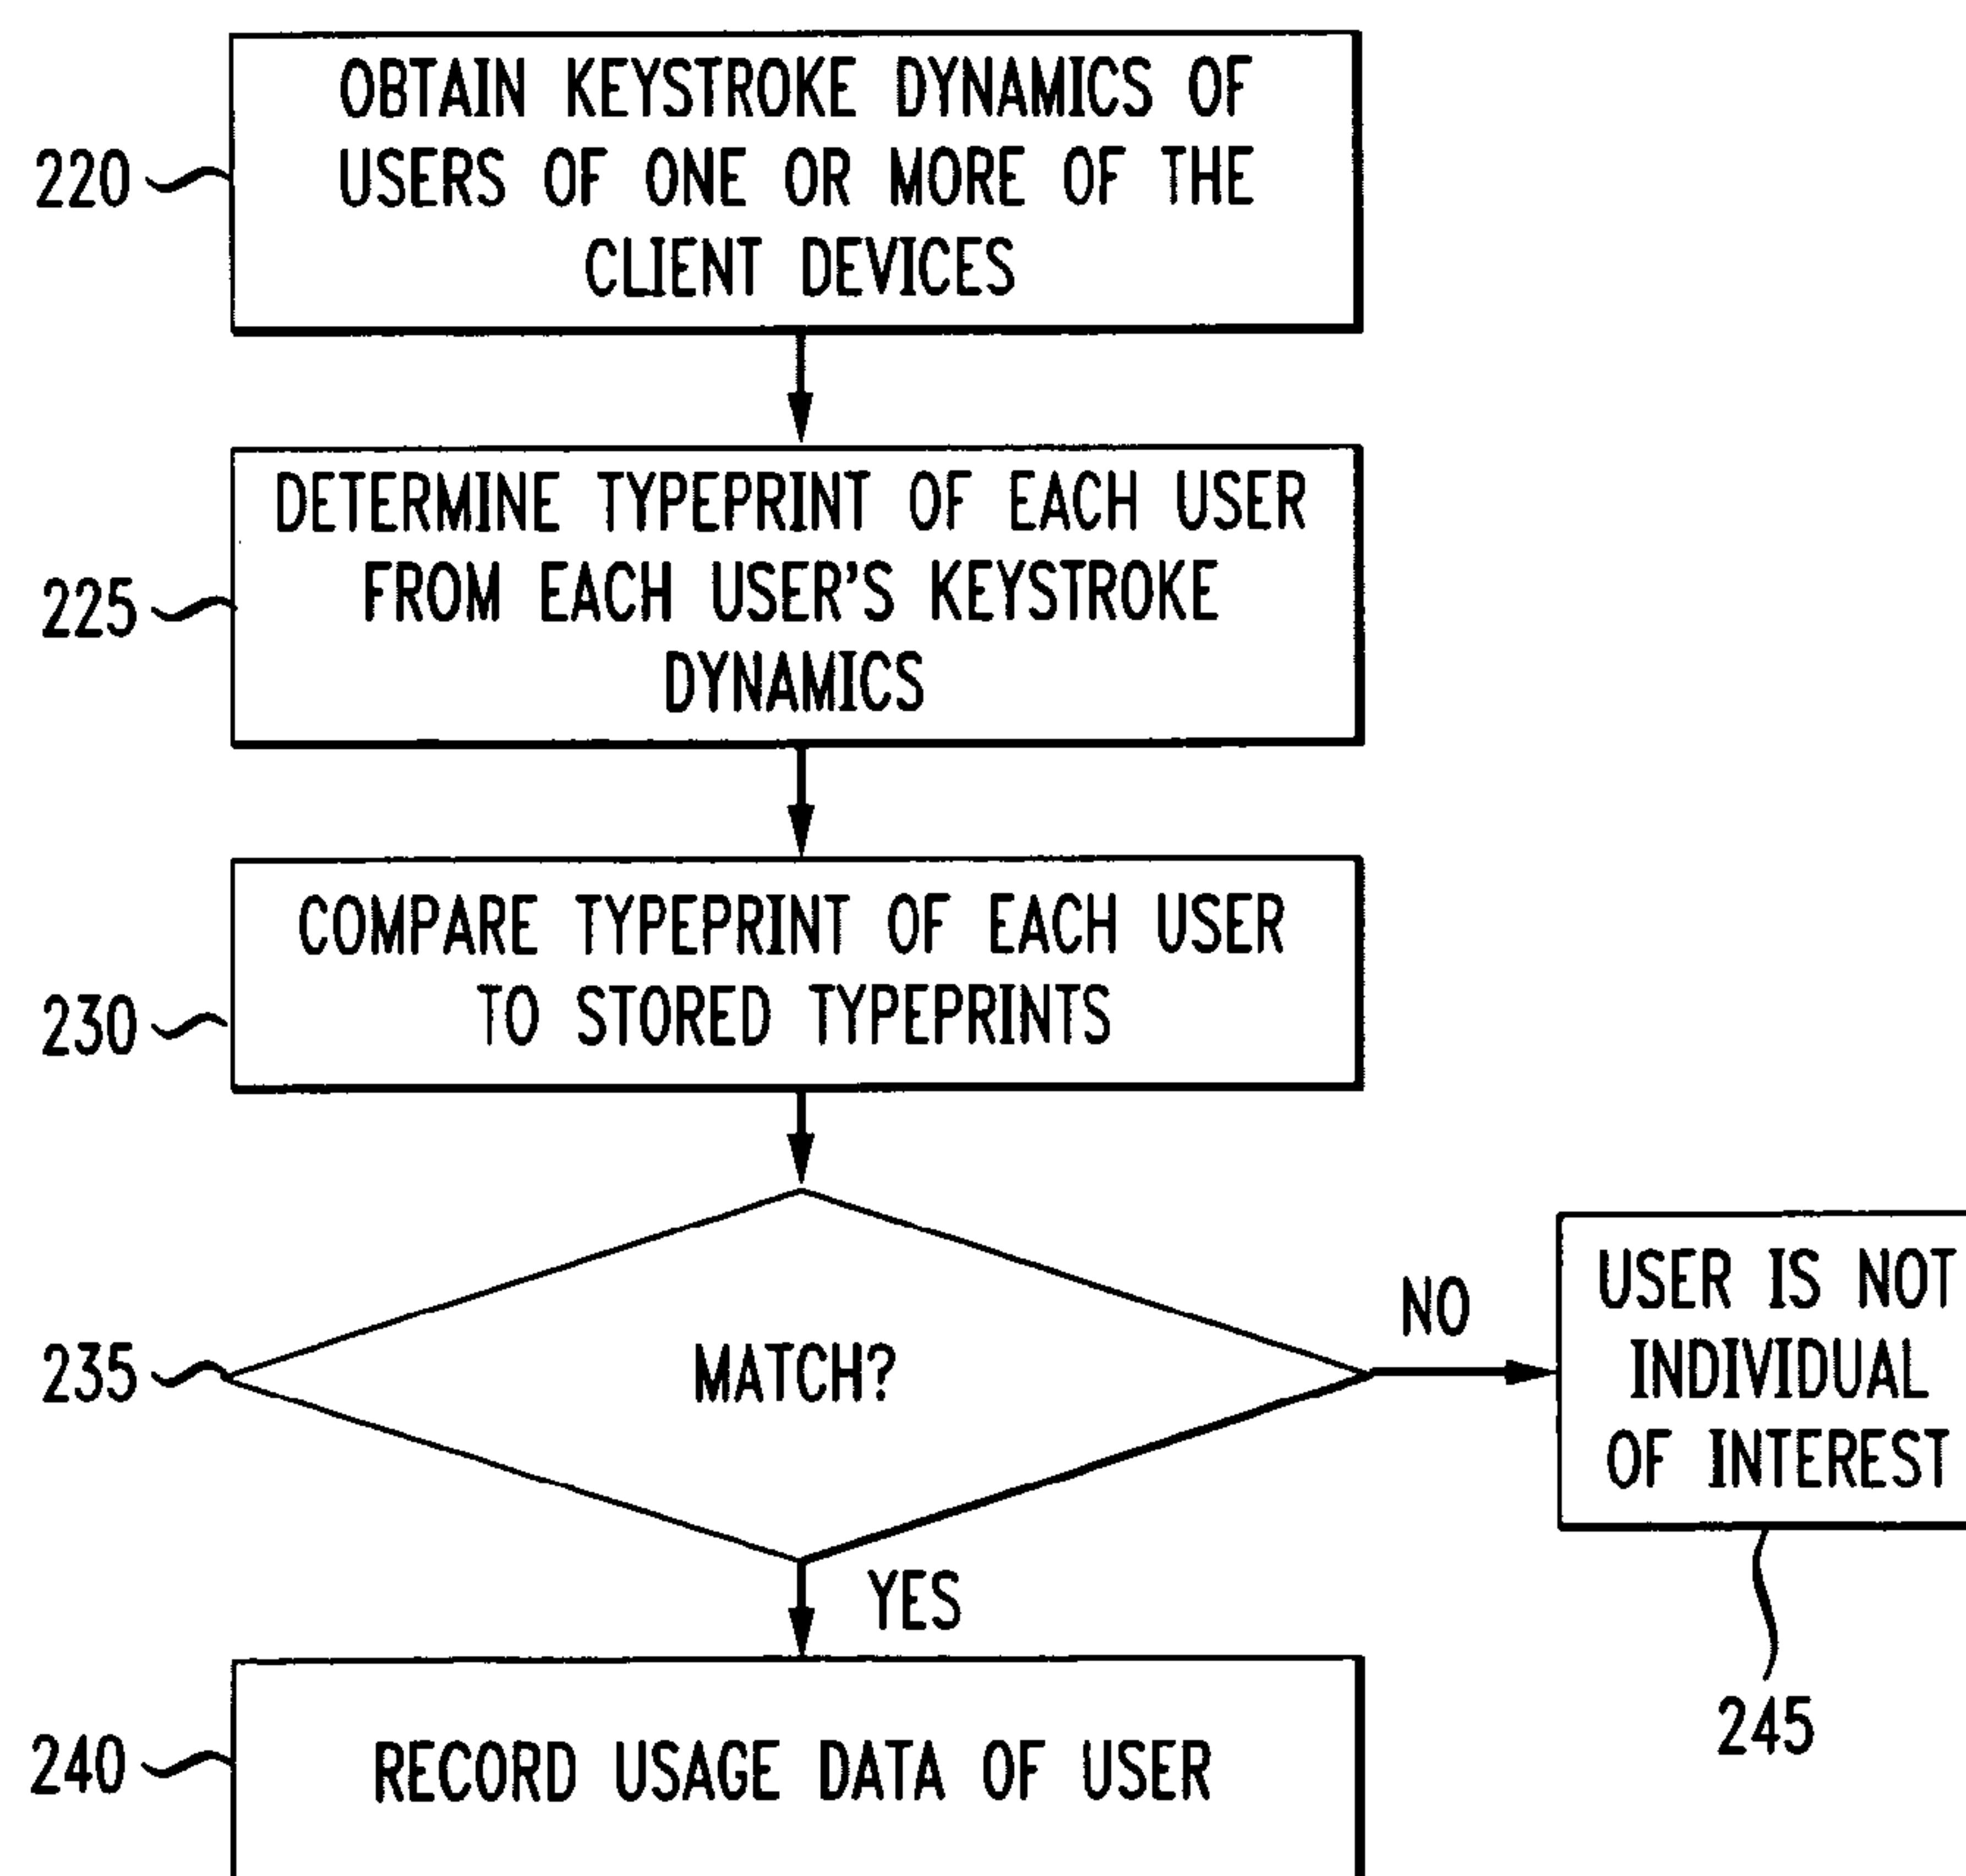 OBTAIN KEYSTROKE DYNAMICS OF
USERS OF ONE OR MORE OF THE
CLIENT DEVICES
220
DETERMINE TYPEPRINT OF EACH USER
FROM EACH USER'S KEYSTROKE
DYNAMICS
225
COMPARE TYPEPRINT OF EACH USER
TO STORED TYPEPRINTS
230
MATCH?
235
NO
USER IS NOT
INDIVIDUAL
OF INTEREST
245
YES
RECORD USAGE DATA OF USER
240